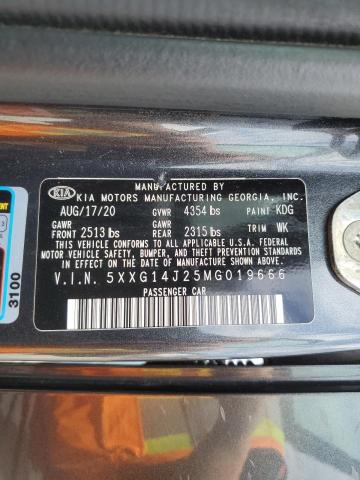 MANUFACTURED BY
KIA KIA MOTORS MANUFACTURING GEORGIA, INC.
AUG/17/20 GVWR 4354 lbs PAINT KDG
GAWR FRONT 2513 lbs GAWR REAR 2315 lbs TRIM WK
THIS VEHICLE CONFORMS TO ALL APPLICABLE U.S.A. FEDERAL
MOTOR VEHICLE SAFETY, BUMPER, AND THEFT
PREVENTION STANDARDS IN EFFECT ON THE
DATE OF MANUFACTURE SHOWN ABOVE.
V.I.N. 5XXG14J25MG019666
PASSENGER CAR
3100